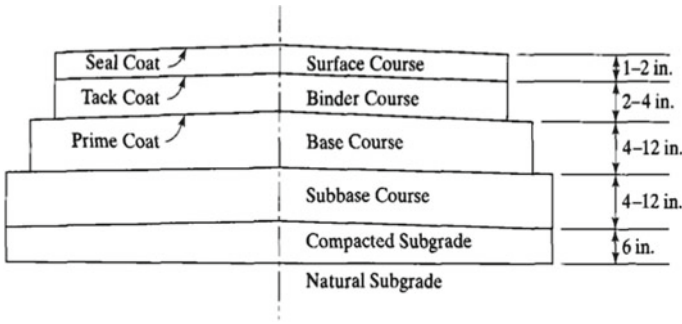 Seal Coat Surface Course 1–2 in.
Tack Coat Binder Course 2–4 in.
Prime Coat Base Course 4–12 in.
Subbase Course 4–12 in.
Compacted Subgrade 6 in.
Natural Subgrade